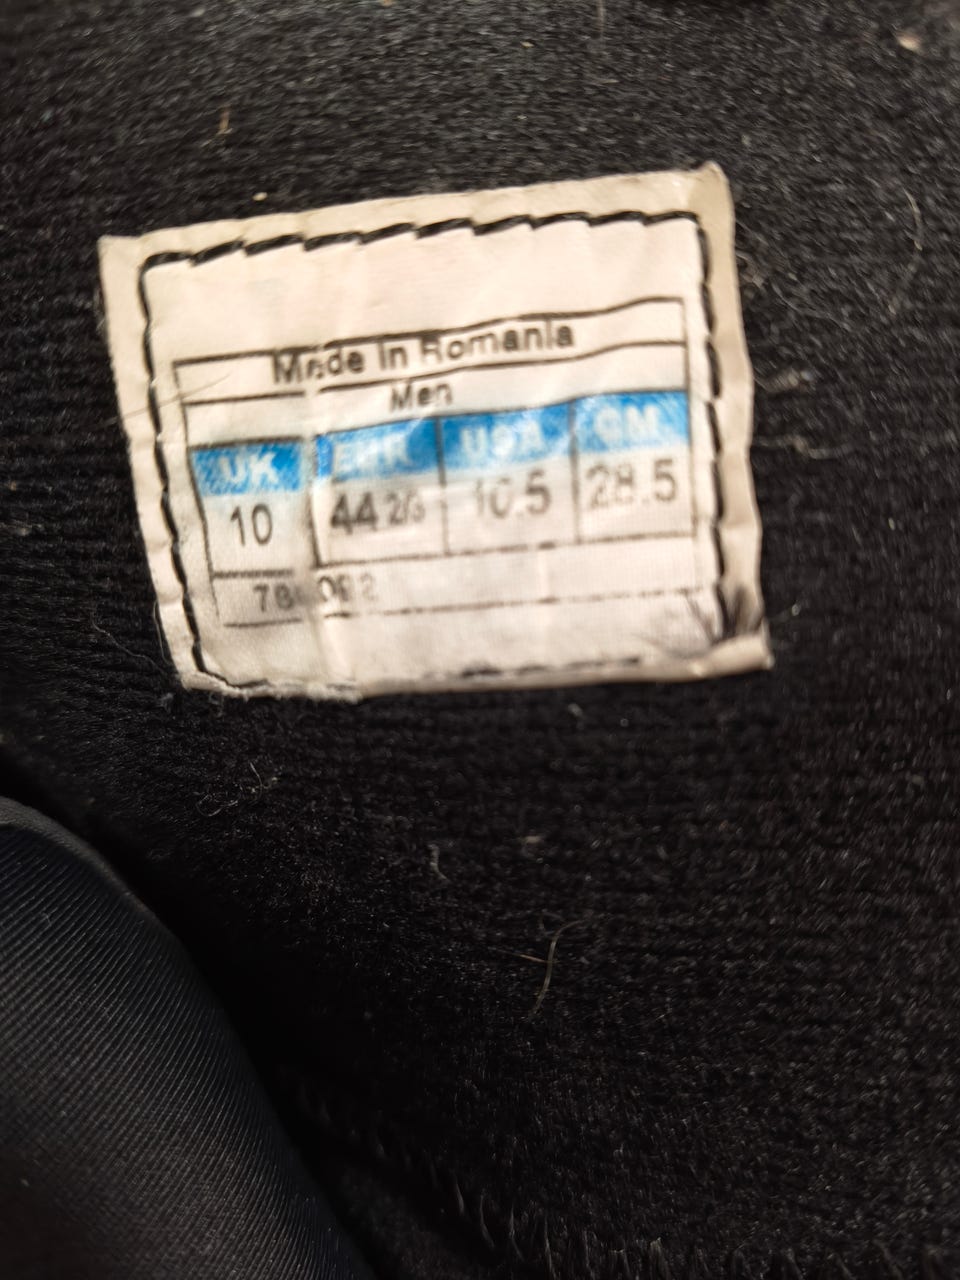 Made in Romania
Men
UK EUR USA CM
10 44 2/3 10.5 28.5